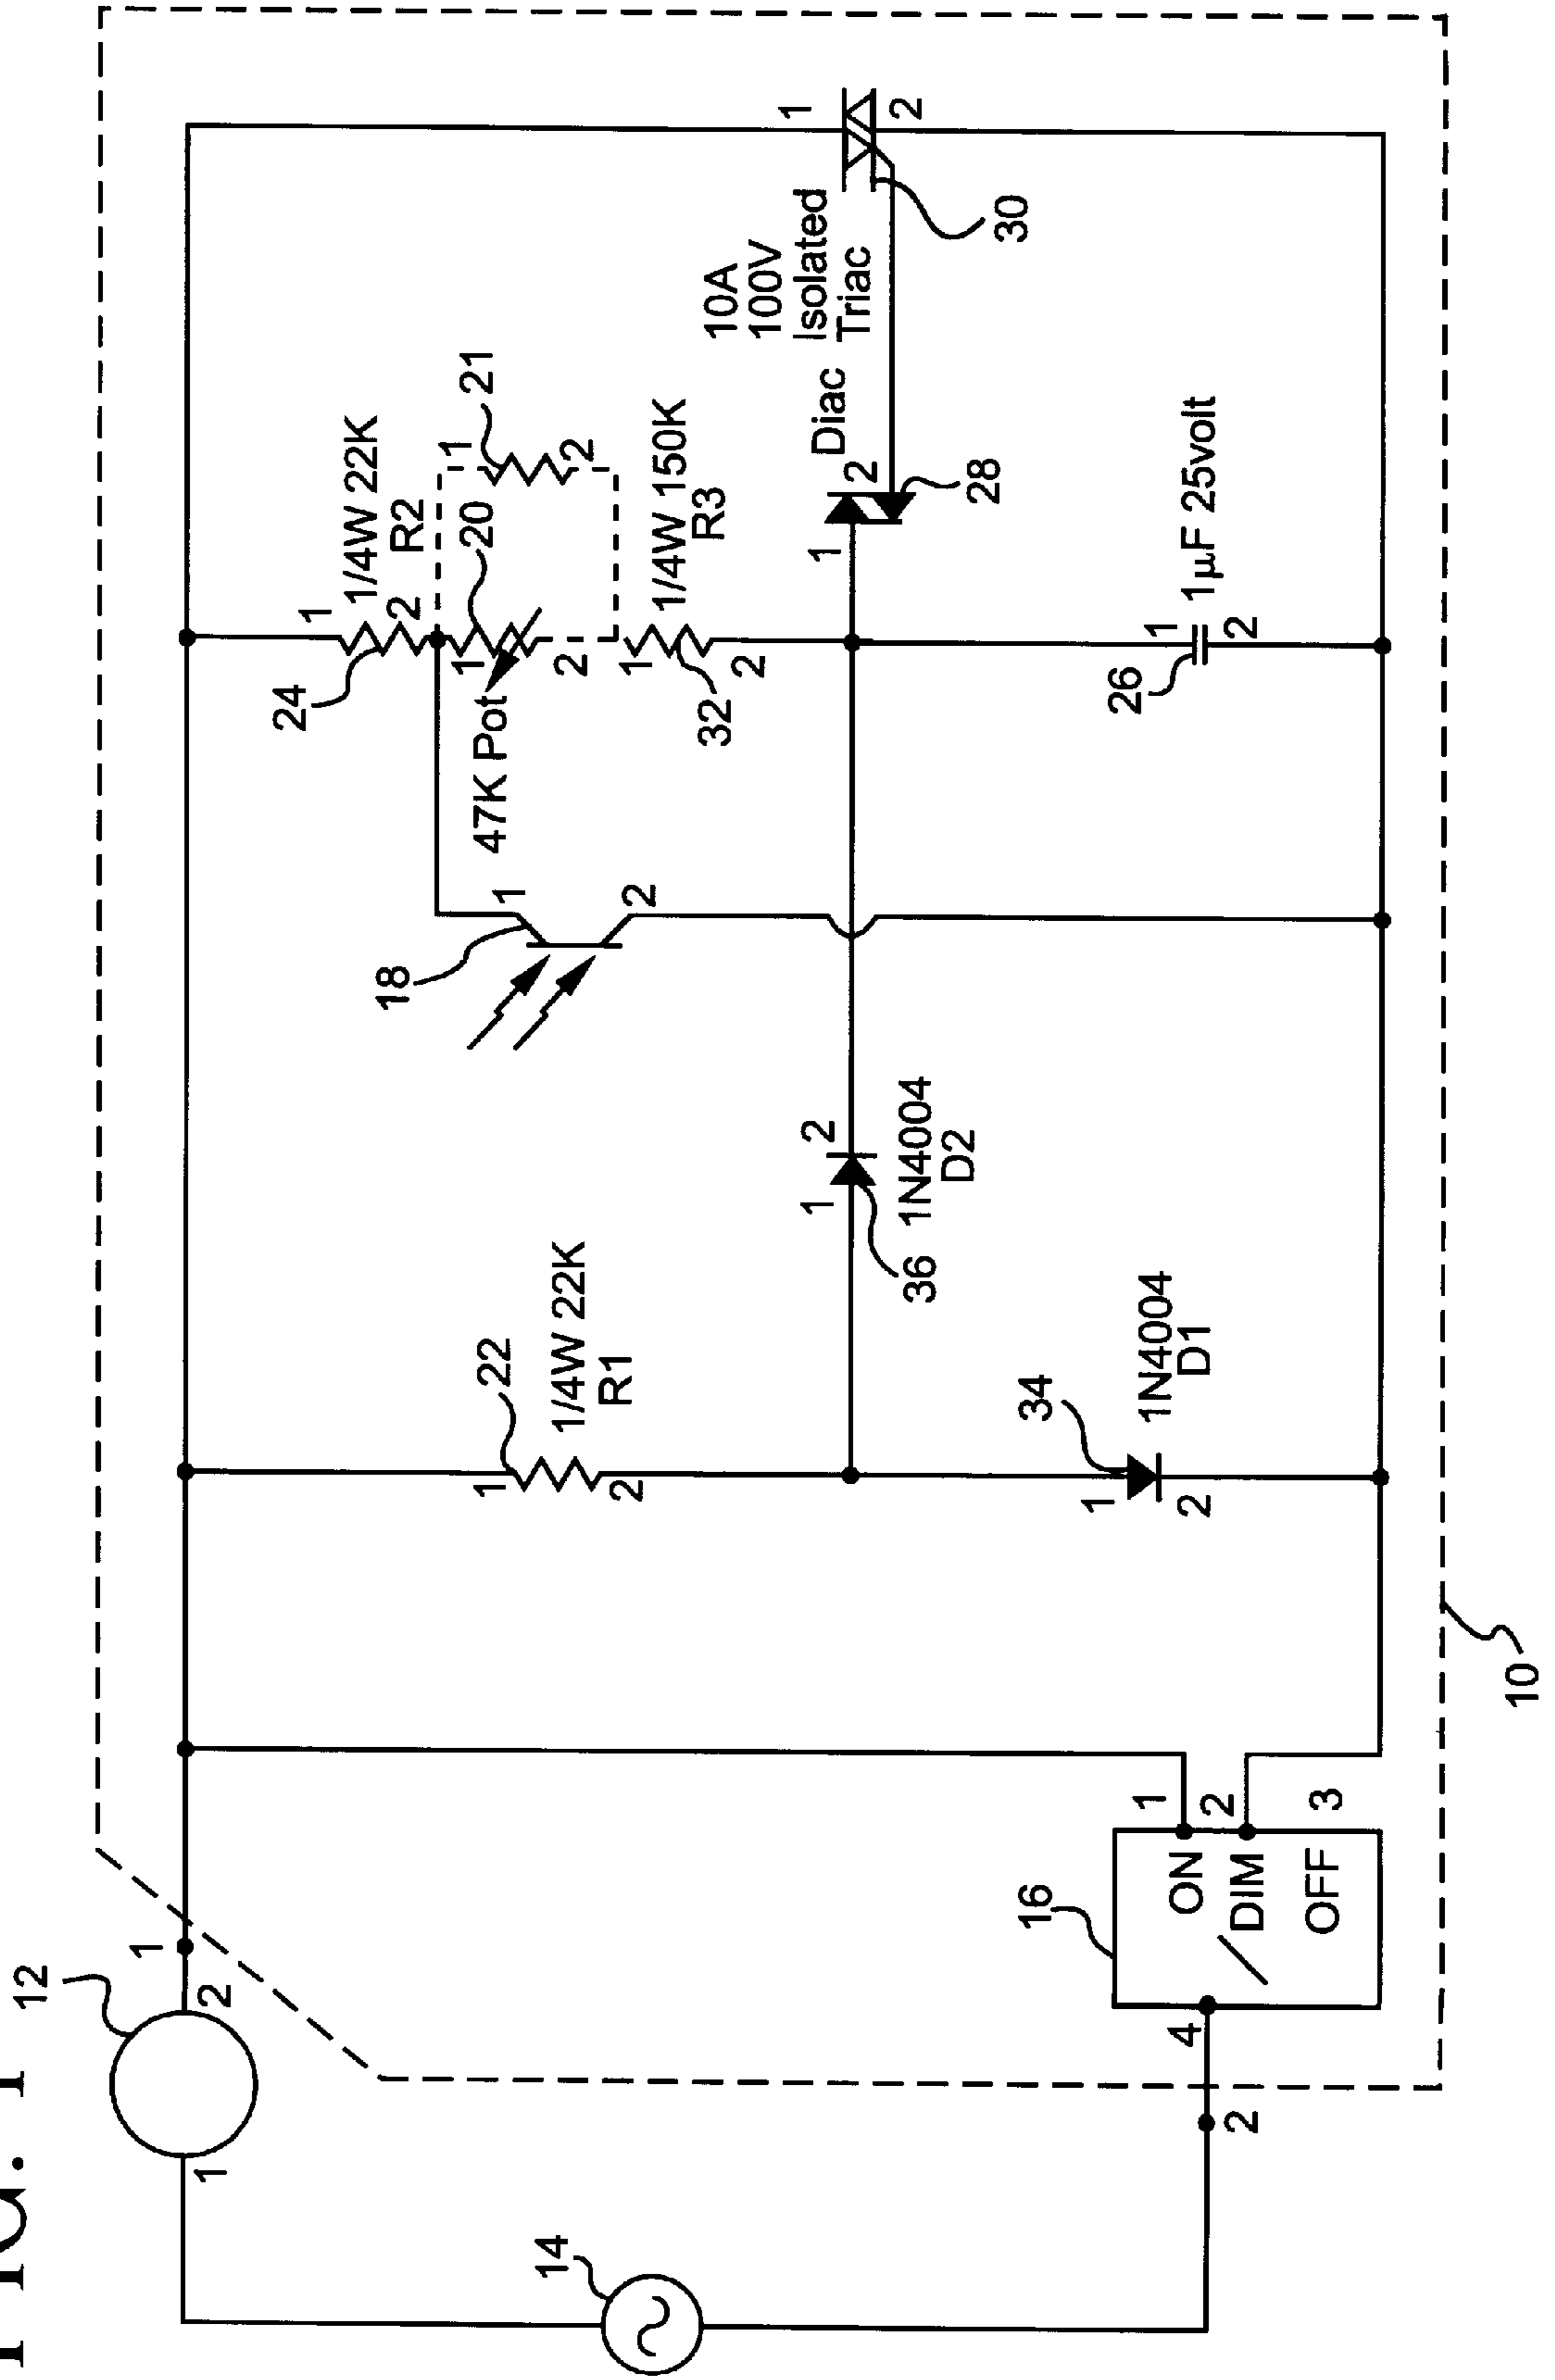 FIG. 1
12
1
2
1
14
2
4
16
ON
/DIM
OFF
1
2
3
10
22
1
1/4W 22K
R1
2
34
1
1N4004
D1
2
36
1
2
1N4004
D2
18
1
2
24
1
1/4W 22K
R2
2
20
1
47K Pot
2
21
1
2
1/4W 150K
R3
1
32
2
Diac
1
2
28
26
1
1µF 25volt
2
10A
100V
Isolated
Triac
1
2
30